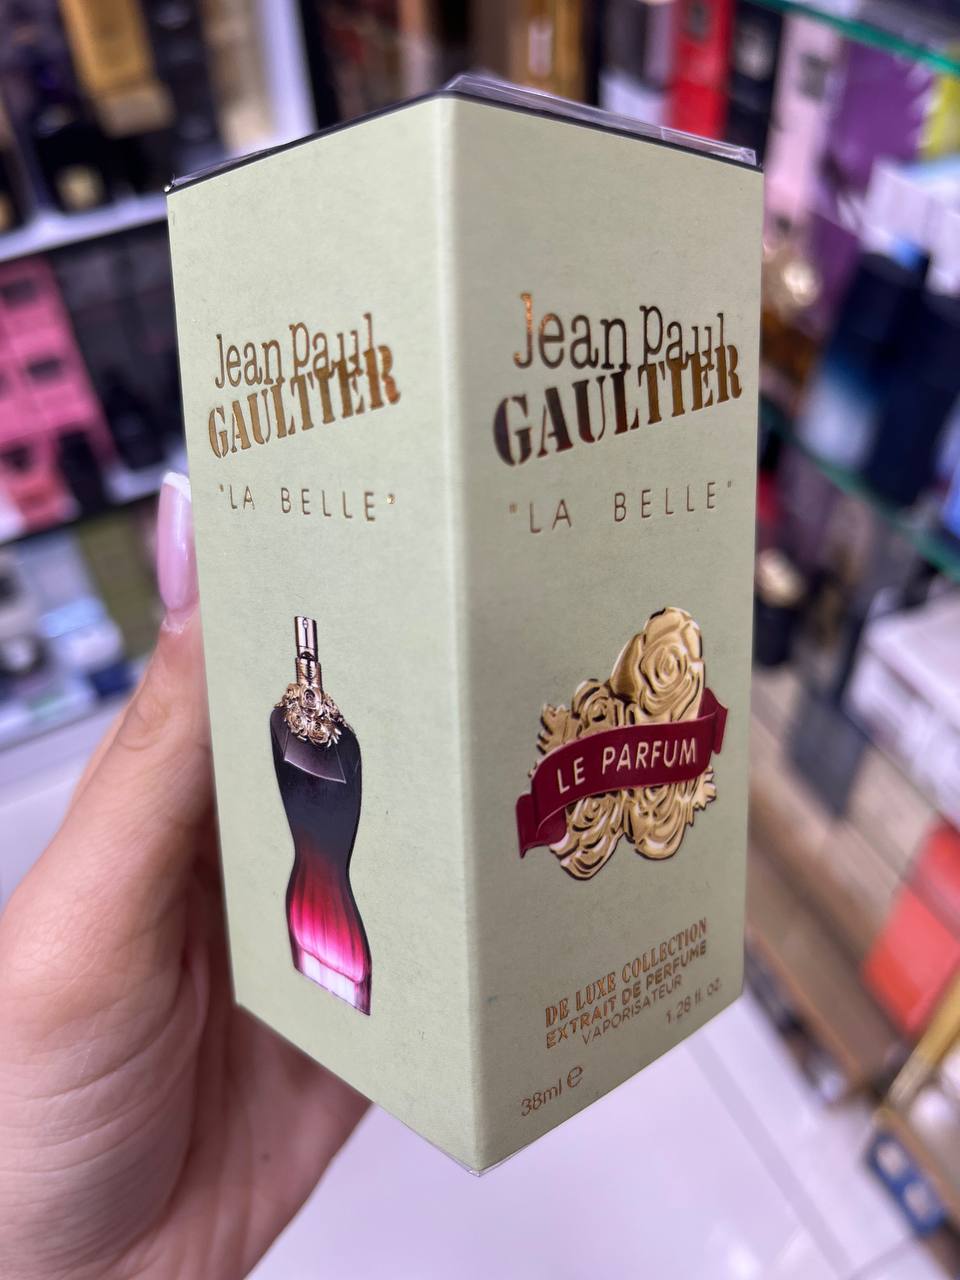 Jean Paul
GAULTIER
"LA BELLE"
Jean Paul
GAULTIER
"LA BELLE"
LE PARFUM
DE LUXE COLLECTION
EXTRAIT DE PERFUME
VAPORISATEUR
38ml e 1.28 fl. oz.